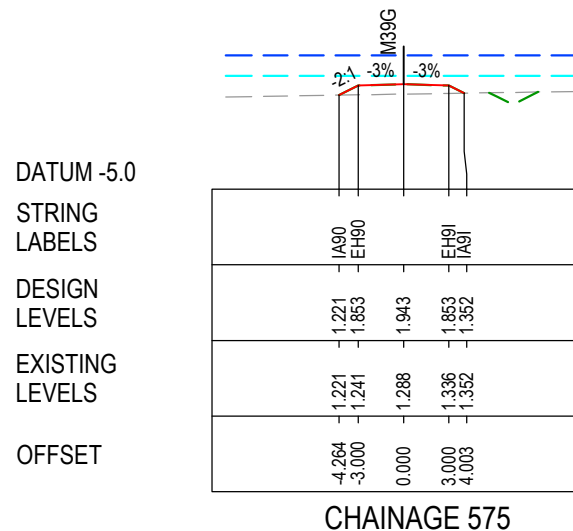 M39G
-2:1 -3% -3%
DATUM -5.0
STRING
LABELS
IA90 EH90 EH9I IA9I
DESIGN
LEVELS
1.221 1.853 1.943 1.853 1.352
EXISTING
LEVELS
1.221 1.241 1.288 1.336 1.352
OFFSET
-4.264 -3.000 0.000 3.000 4.003
CHAINAGE 575